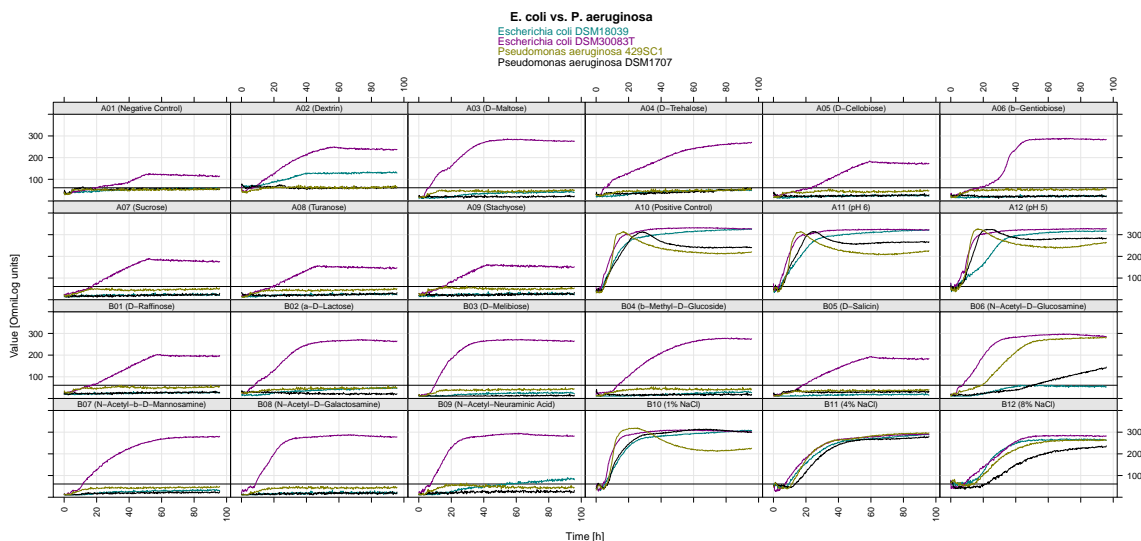 E. coli vs. P. aeruginosa
Escherichia coli DSM18039
Escherichia coli DSM30083T
Pseudomonas aeruginosa 429SC1
Pseudomonas aeruginosa DSM1707
0 20 40 60 80 100 0 20 40 60 80 100 0 20 40 60 80 100
A01 (Negative Control) A02 (Dextrin) A03 (D−Maltose) A04 (D−Trehalose) A05 (D−Cellobiose) A06 (b−Gentiobiose)
300
200
100
A07 (Sucrose) A08 (Turanose) A09 (Stachyose) A10 (Positive Control) A11 (pH 6) A12 (pH 5)
300
200
100
B01 (D−Raffinose) B02 (a−D−Lactose) B03 (D−Melibiose) B04 (b−Methyl−D−Glucoside) B05 (D−Salicin) B06 (N−Acetyl−D−Glucosamine)
300
200
100
B07 (N−Acetyl−b−D−Mannosamine) B08 (N−Acetyl−D−Galactosamine) B09 (N−Acetyl−Neuraminic Acid) B10 (1% NaCl) B11 (4% NaCl) B12 (8% NaCl)
300
200
100
0 20 40 60 80 100 0 20 40 60 80 100 0 20 40 60 80 100
Value [OmniLog units]
Time [h]